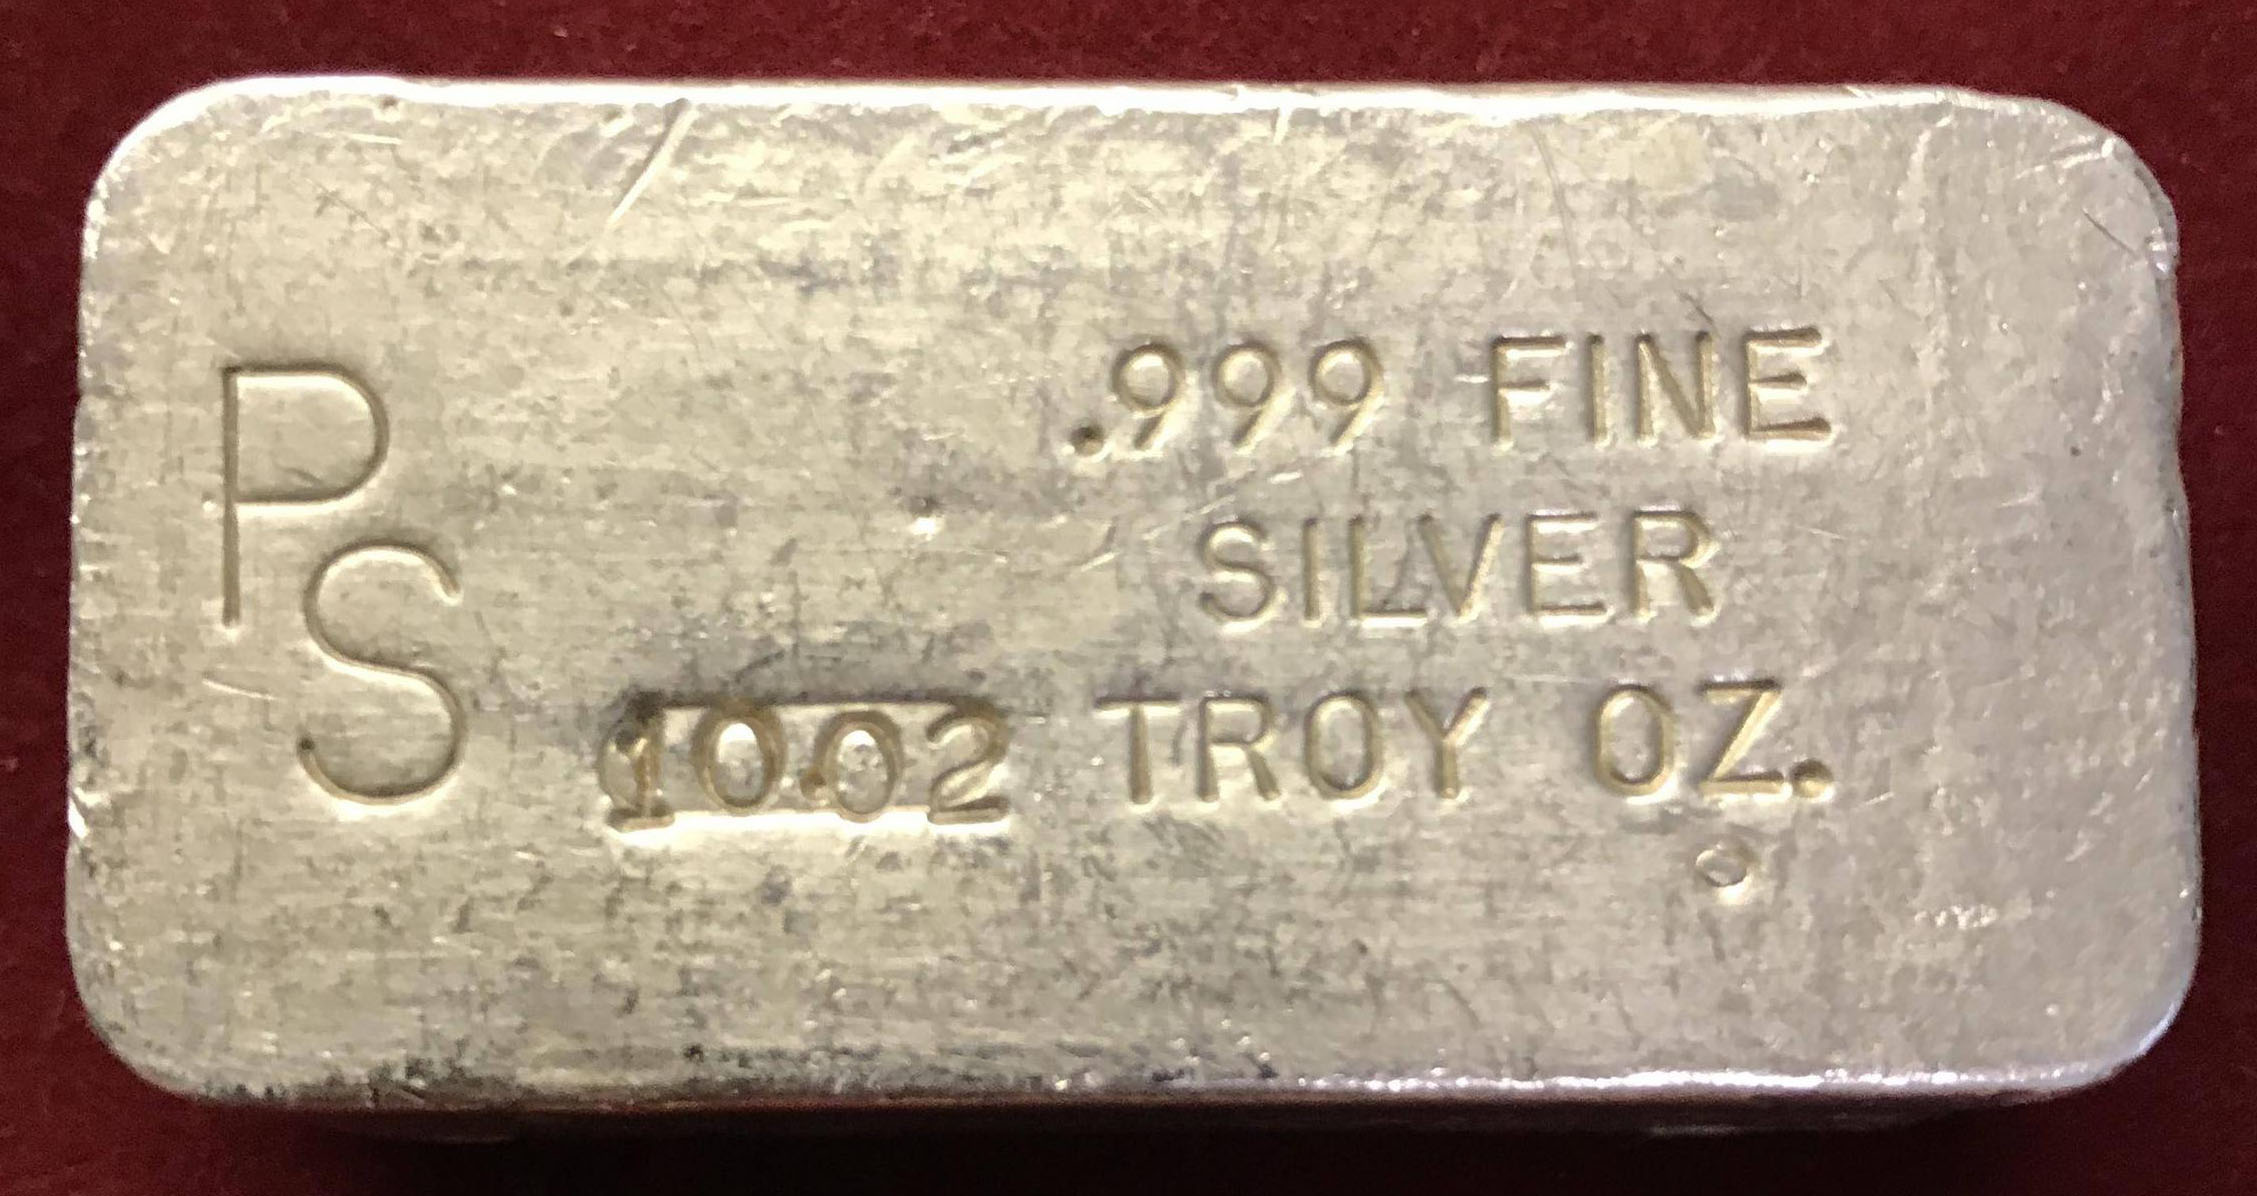 PS
.999 FINE
SILVER
10.02 TROY OZ.